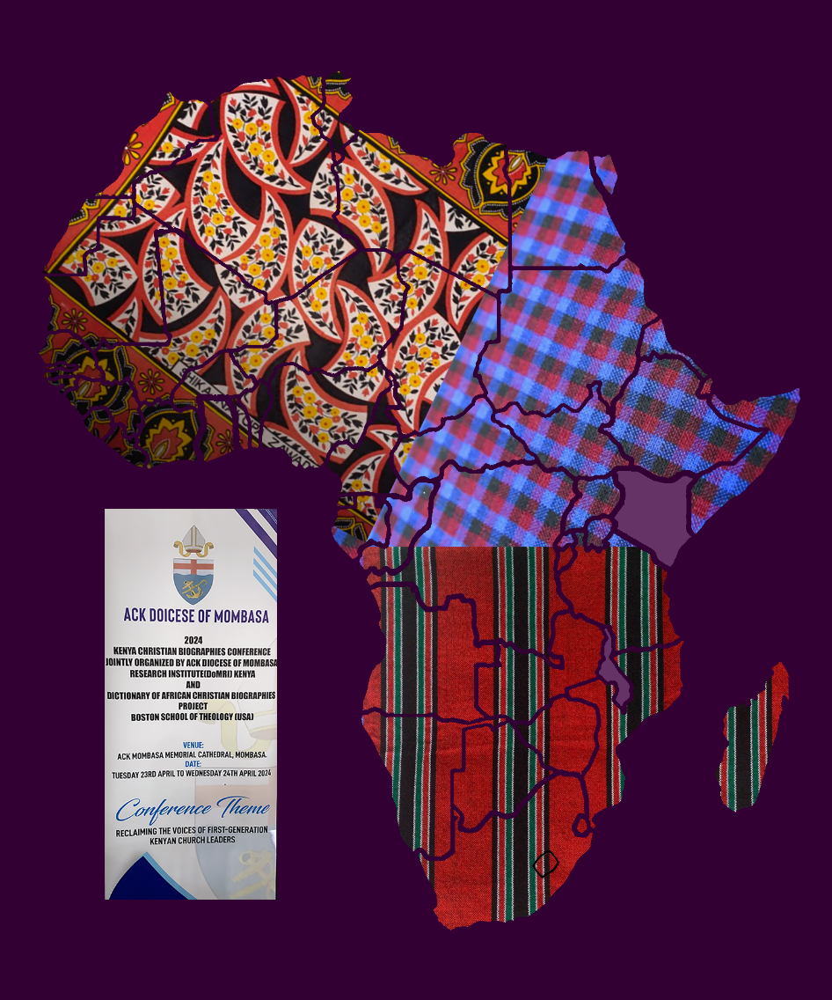 ACK DOICESE OF MOMBASA
2024
KENYA CHRISTIAN BIOGRAPHIES CONFERENCE
JOINTLY ORGANIZED BY ACK DIOCESE OF MOMBASA
RESEARCH INSTITUTE(DoMRI) KENYA
AND
DICTIONARY OF AFRICAN CHRISTIAN BIOGRAPHIES
PROJECT
BOSTON SCHOOL OF THEOLOGY (USA)
VENUE:
ACK MOMBASA MEMORIAL CATHEDRAL, MOMBASA.
DATE:
TUESDAY 23RD APRIL TO WEDNESDAY 24TH APRIL 2024
Conference Theme
RECLAIMING THE VOICES OF FIRST-GENERATION
KENYAN CHURCH LEADERS